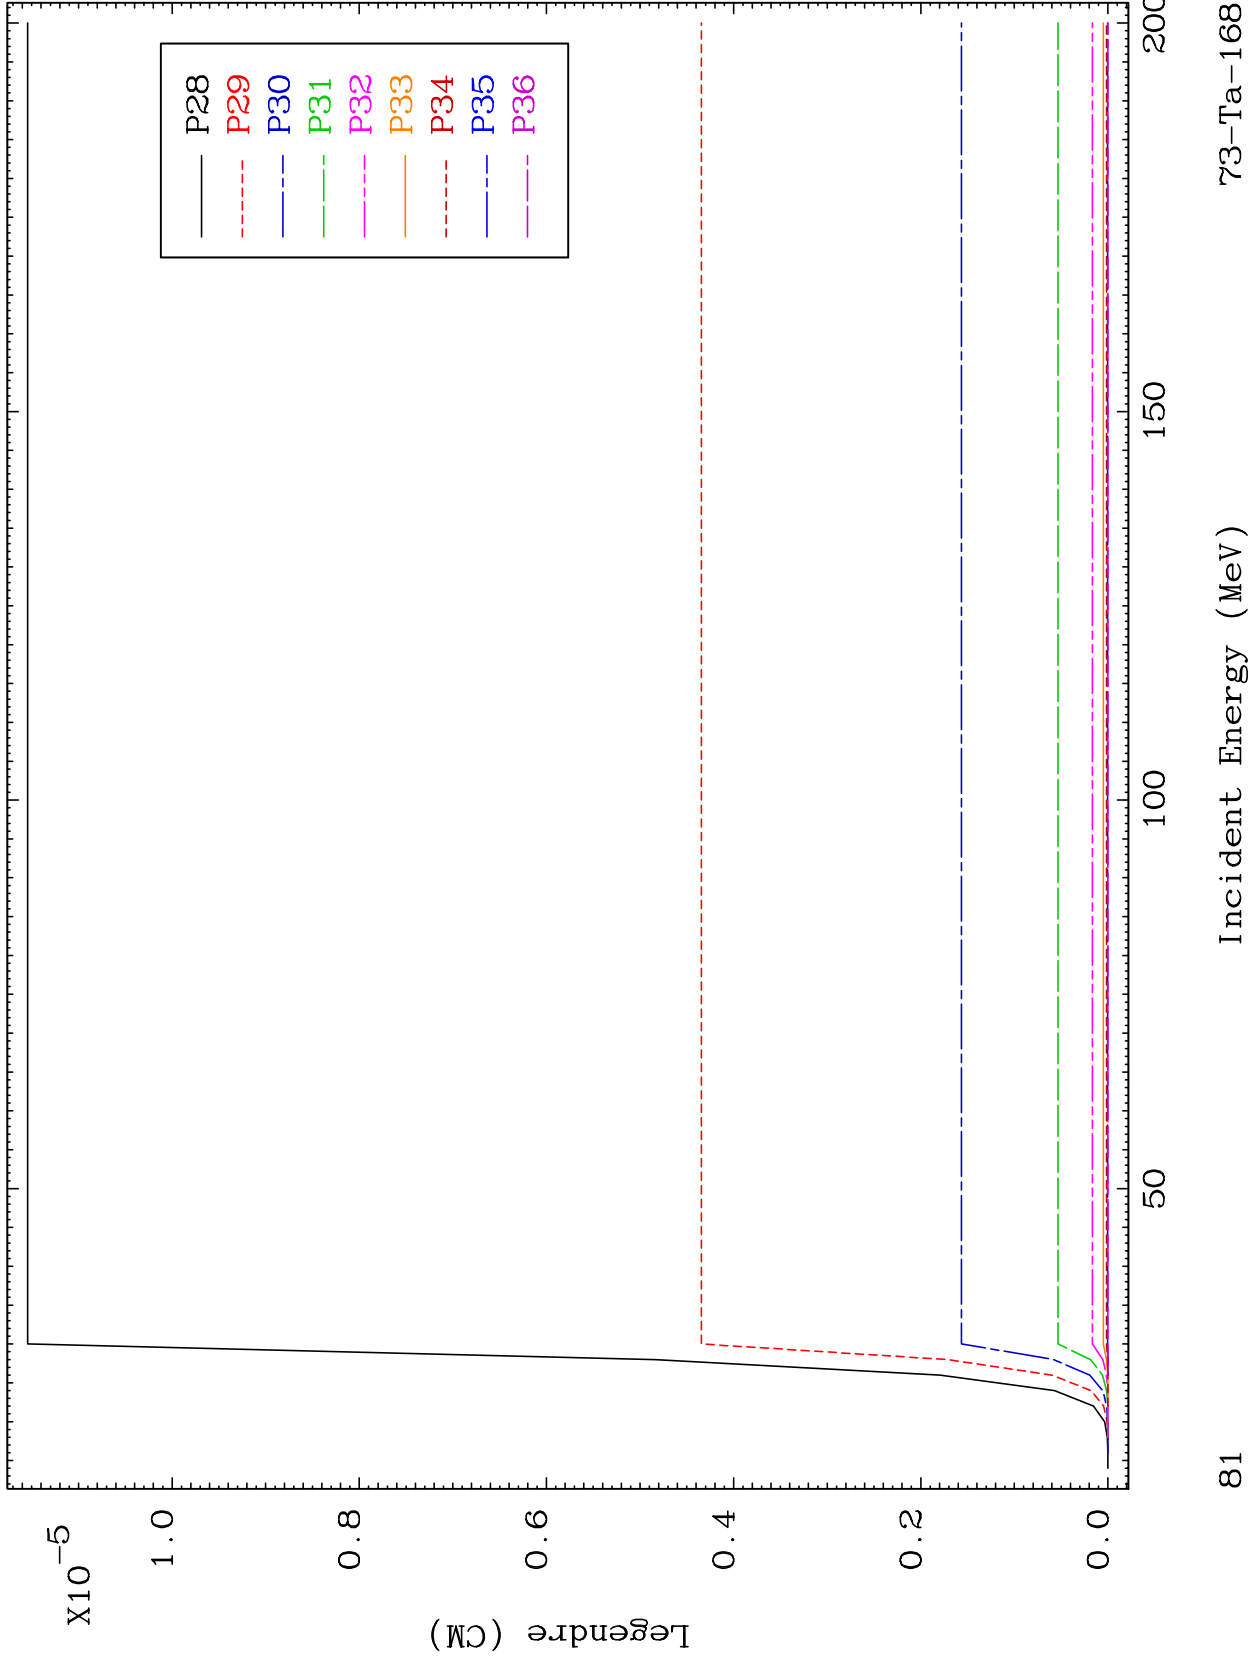 X10-5
1.0
0.8
0.6
0.4
0.2
0.0
Legendre (CM)
P28
P29
P30
P31
P32
P33
P34
P35
P36
50
100
150
200
Incident Energy (MeV)
81
73-Ta-168